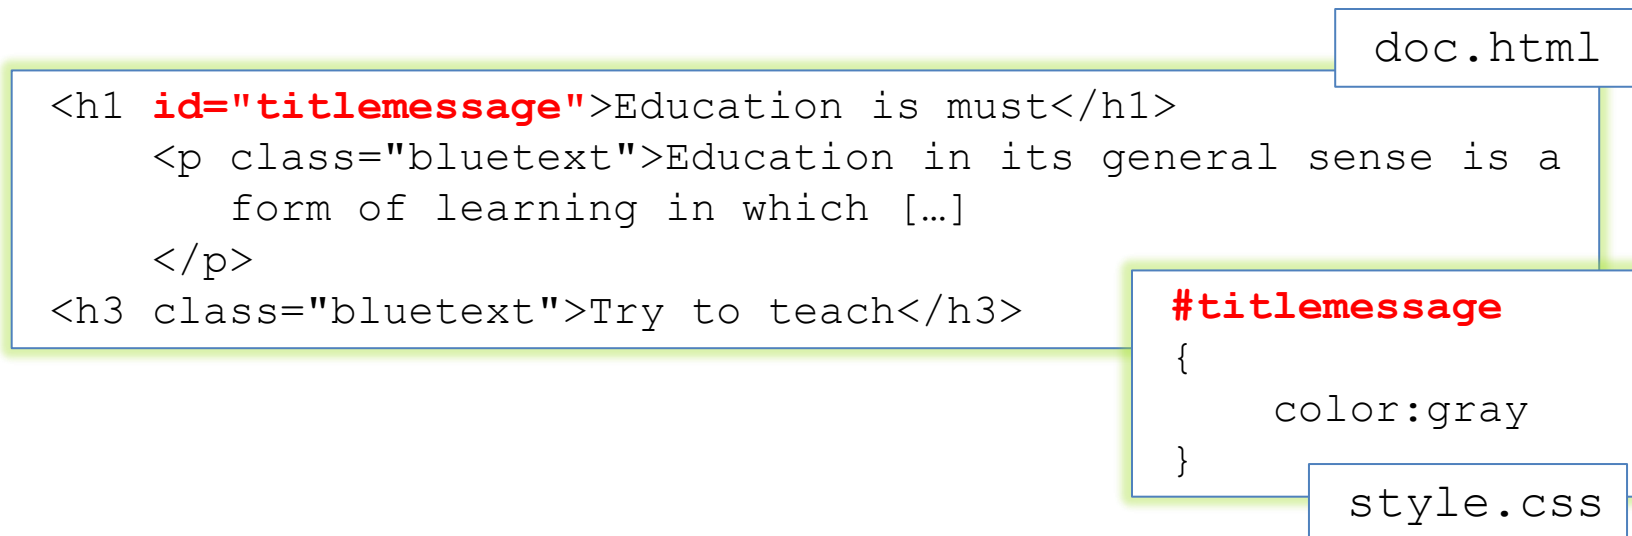 doc.html
<h1 id="titlemessage">Education is must</h1>
<p class="bluetext">Education in its general sense is a
form of learning in which […]
</p>
<h3 class="bluetext">Try to teach</h3>
#titlemessage
{
color:gray
}
style.css